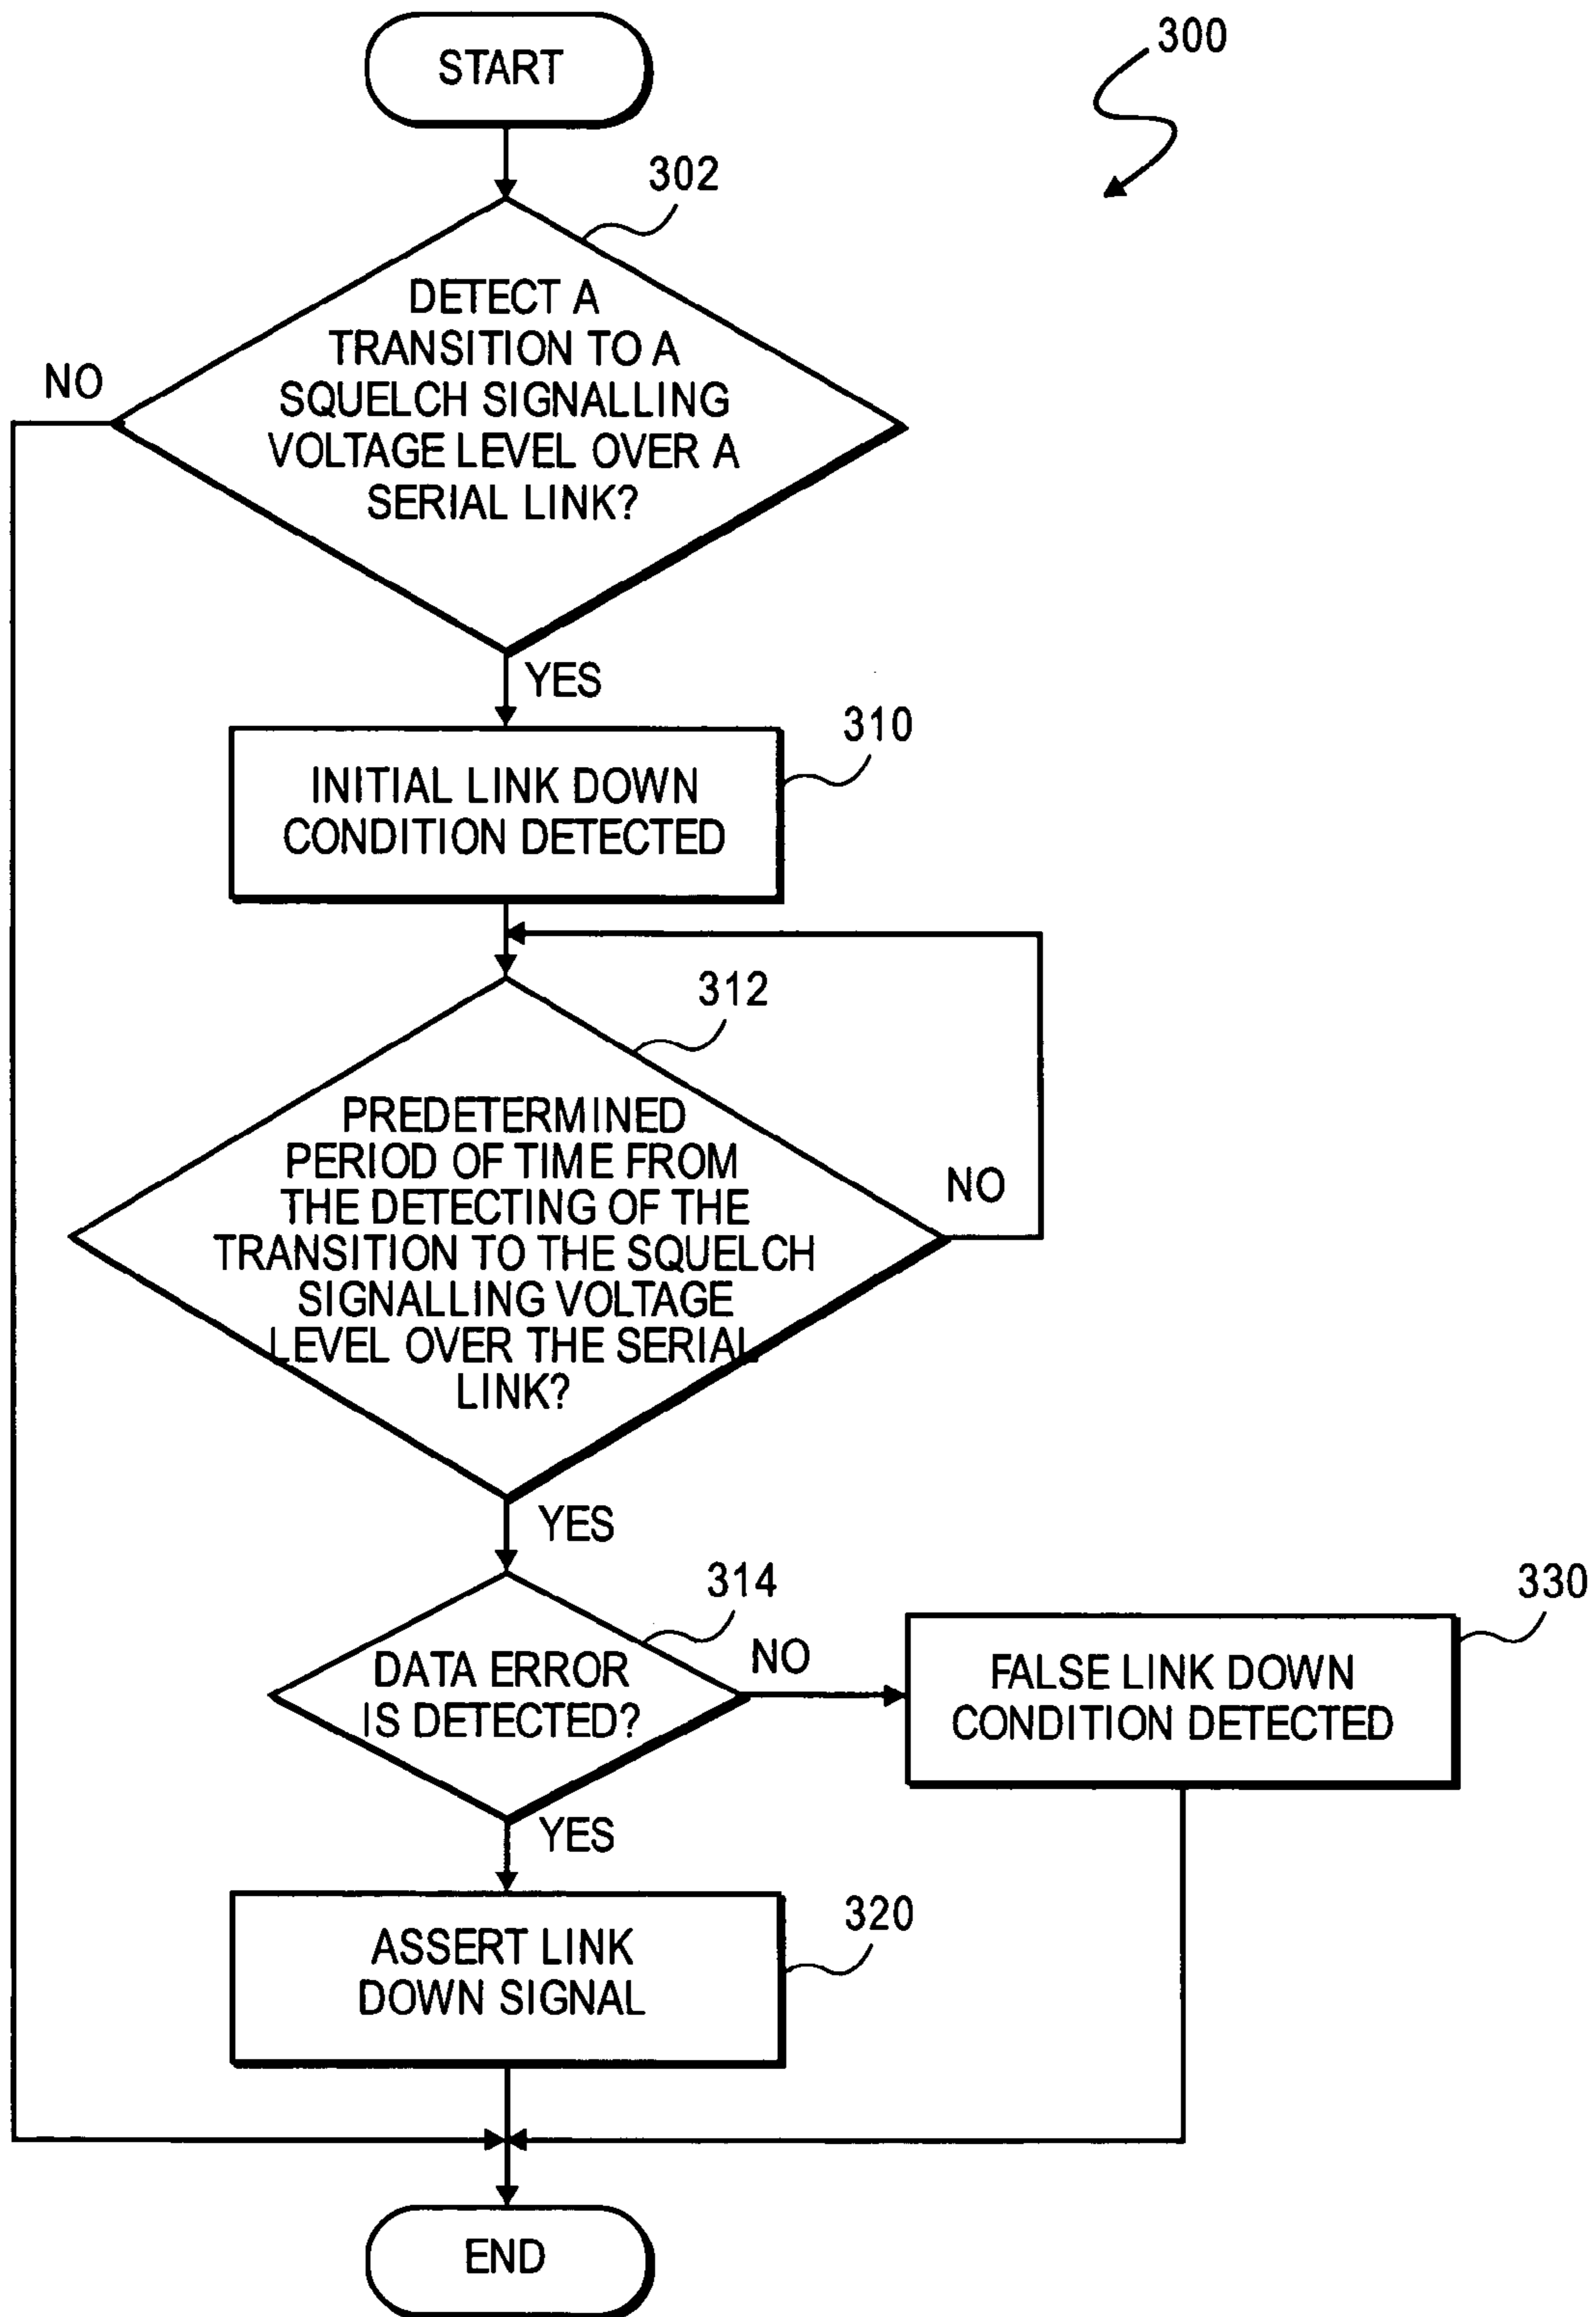 START
300
302
DETECT A
TRANSITION TO A
SQUELCH SIGNALLING
VOLTAGE LEVEL OVER A
SERIAL LINK?
NO
YES
310
INITIAL LINK DOWN
CONDITION DETECTED
312
PREDETERMINED
PERIOD OF TIME FROM
THE DETECTING OF THE
TRANSITION TO THE SQUELCH
SIGNALLING VOLTAGE
LEVEL OVER THE SERIAL
LINK?
NO
YES
314
DATA ERROR
IS DETECTED?
NO
330
FALSE LINK DOWN
CONDITION DETECTED
YES
320
ASSERT LINK
DOWN SIGNAL
END